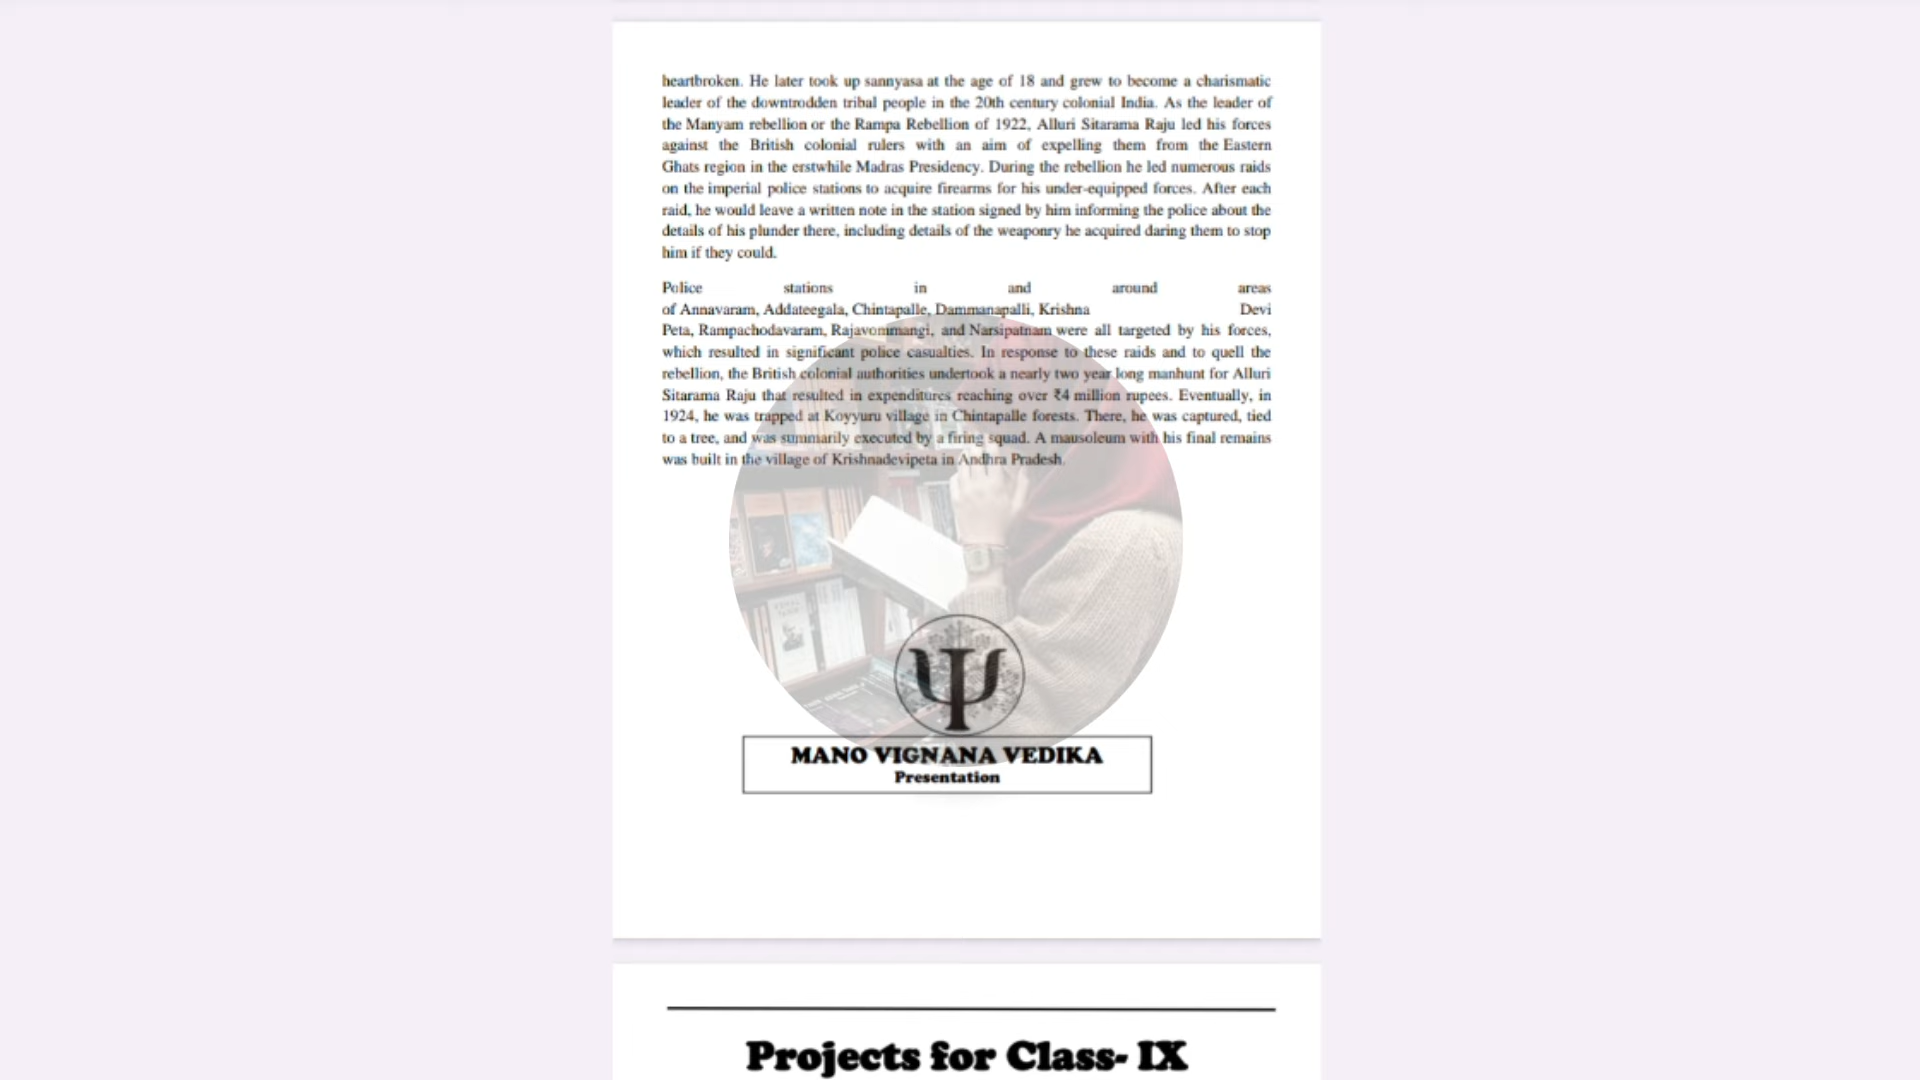 heartbroken. He later took up sannyasa at the age of 18 and grew to become a charismatic
leader of the downtrodden tribal people in the 20th century colonial India. As the leader of
the Manyam rebellion or the Rampa Rebellion of 1922, Alluri Sitarama Raju led his forces
against the British colonial rulers with an aim of expelling them from the Eastern
Ghats region in the erstwhile Madras Presidency. During the rebellion he led numerous raids
on the imperial police stations to acquire firearms for his under-equipped forces. After each
raid, he would leave a written note in the station signed by him informing the police about the
details of his plunder there, including details of the weaponry he acquired daring them to stop
him if they could.
Police stations in and around areas
of Annavaram, Addateegala, Chintapalle, Dammanapalli, Krishna Devi
Peta, Rampachodavaram, Rajavommangi, and Narsipatnam were all targeted by his forces,
which resulted in significant police casualties. In response to these raids and to quell the
rebellion, the British colonial authorities undertook a nearly two year long manhunt for Alluri
Sitarama Raju that resulted in expenditures reaching over ₹4 million rupees. Eventually, in
1924, he was trapped at Koyyuru village in Chintapalle forests. There, he was captured, tied
to a tree, and was summarily executed by a firing squad. A mausoleum with his final remains
was built in the village of Krishnadevipeta in Andhra Pradesh.
Ψ
MANO VIGNANA VEDIKA
Presentation
Projects for Class- IX